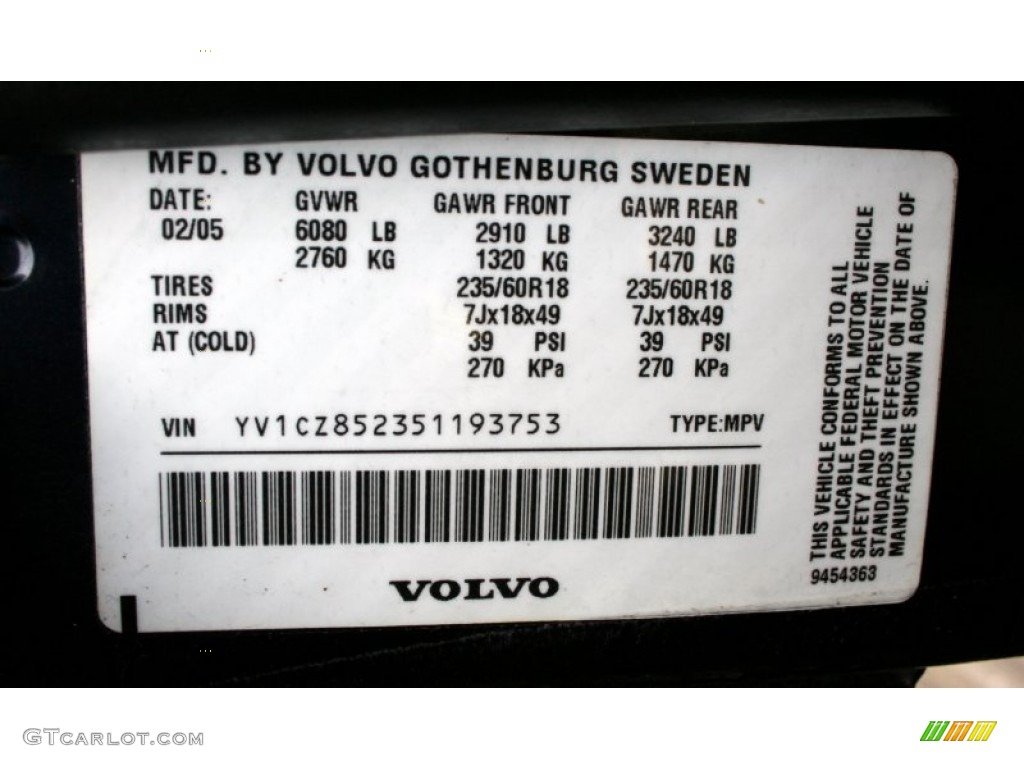 MFD. BY VOLVO GOTHENBURG SWEDEN
DATE: GVWR GAWR FRONT GAWR REAR
02/05 6080 LB 2910 LB 3240 LB
2760 KG 1320 KG 1470 KG
TIRES 235/60R18 235/60R18
RIMS 7Jx18x49 7Jx18x49
AT (COLD) 39 PSI 39 PSI
270 KPa 270 KPa
VIN YV1CZ852351193753 TYPE:MPV
VOLVO
THIS VEHICLE CONFORMS TO ALL
APPLICABLE FEDERAL MOTOR VEHICLE
SAFETY AND THEFT PREVENTION
STANDARDS IN EFFECT ON THE DATE OF
MANUFACTURE SHOWN ABOVE.
9454363
GTCARLOT.COM